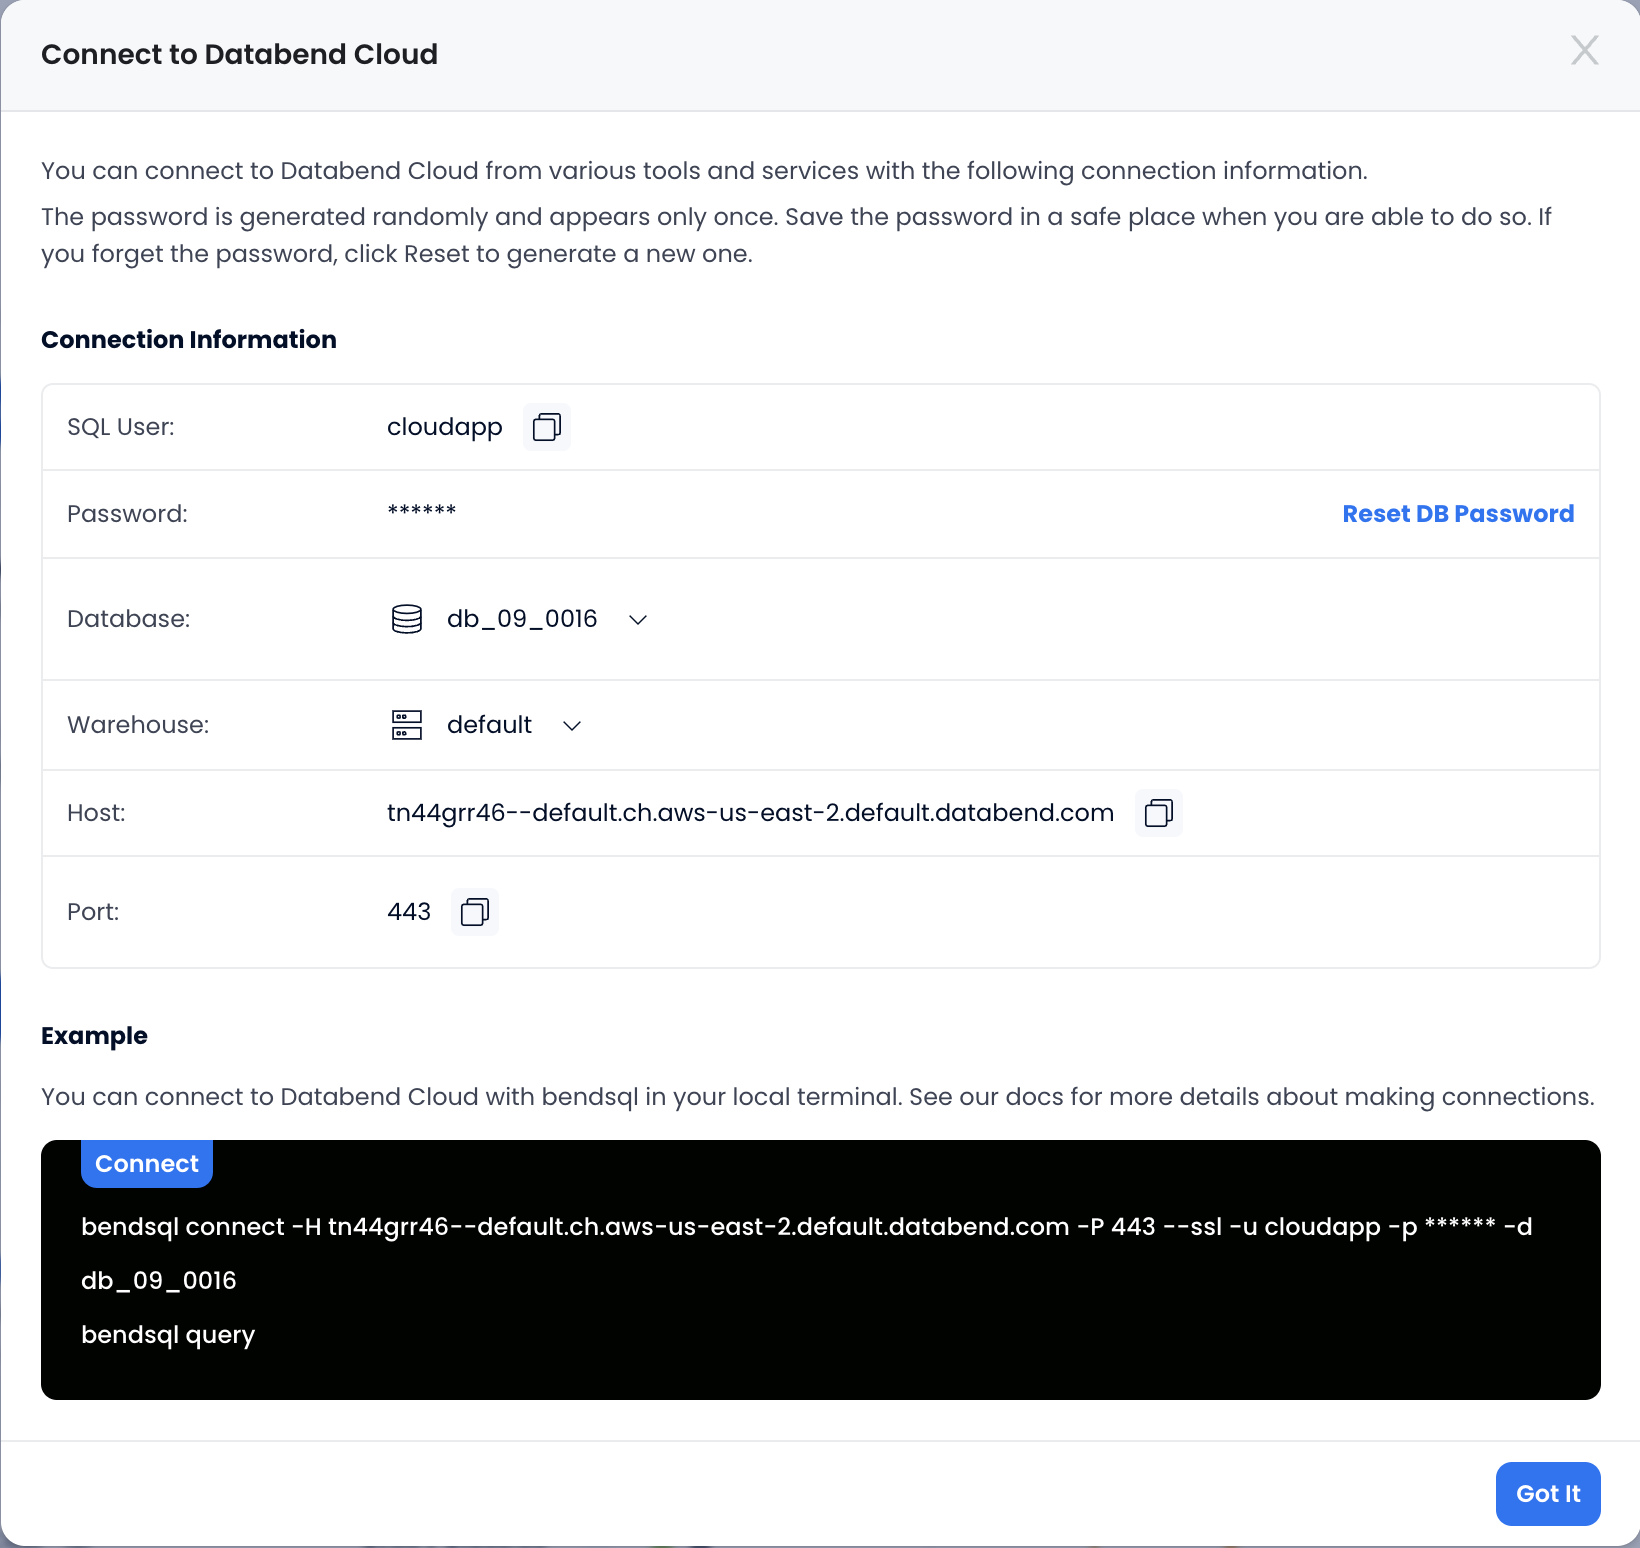 Connect to Databend Cloud
You can connect to Databend Cloud from various tools and services with the following connection information.
The password is generated randomly and appears only once. Save the password in a safe place when you are able to do so. If
you forget the password, click Reset to generate a new one.
Connection Information
SQL User: cloudapp
Password: ****** Reset DB Password
Database: db_09_0016
Warehouse: default
Host: tn44grr46--default.ch.aws-us-east-2.default.databend.com
Port: 443
Example
You can connect to Databend Cloud with bendsql in your local terminal. See our docs for more details about making connections.
Connect
bendsql connect -H tn44grr46--default.ch.aws-us-east-2.default.databend.com -P 443 --ssl -u cloudapp -p ****** -d
db_09_0016
bendsql query
Got It